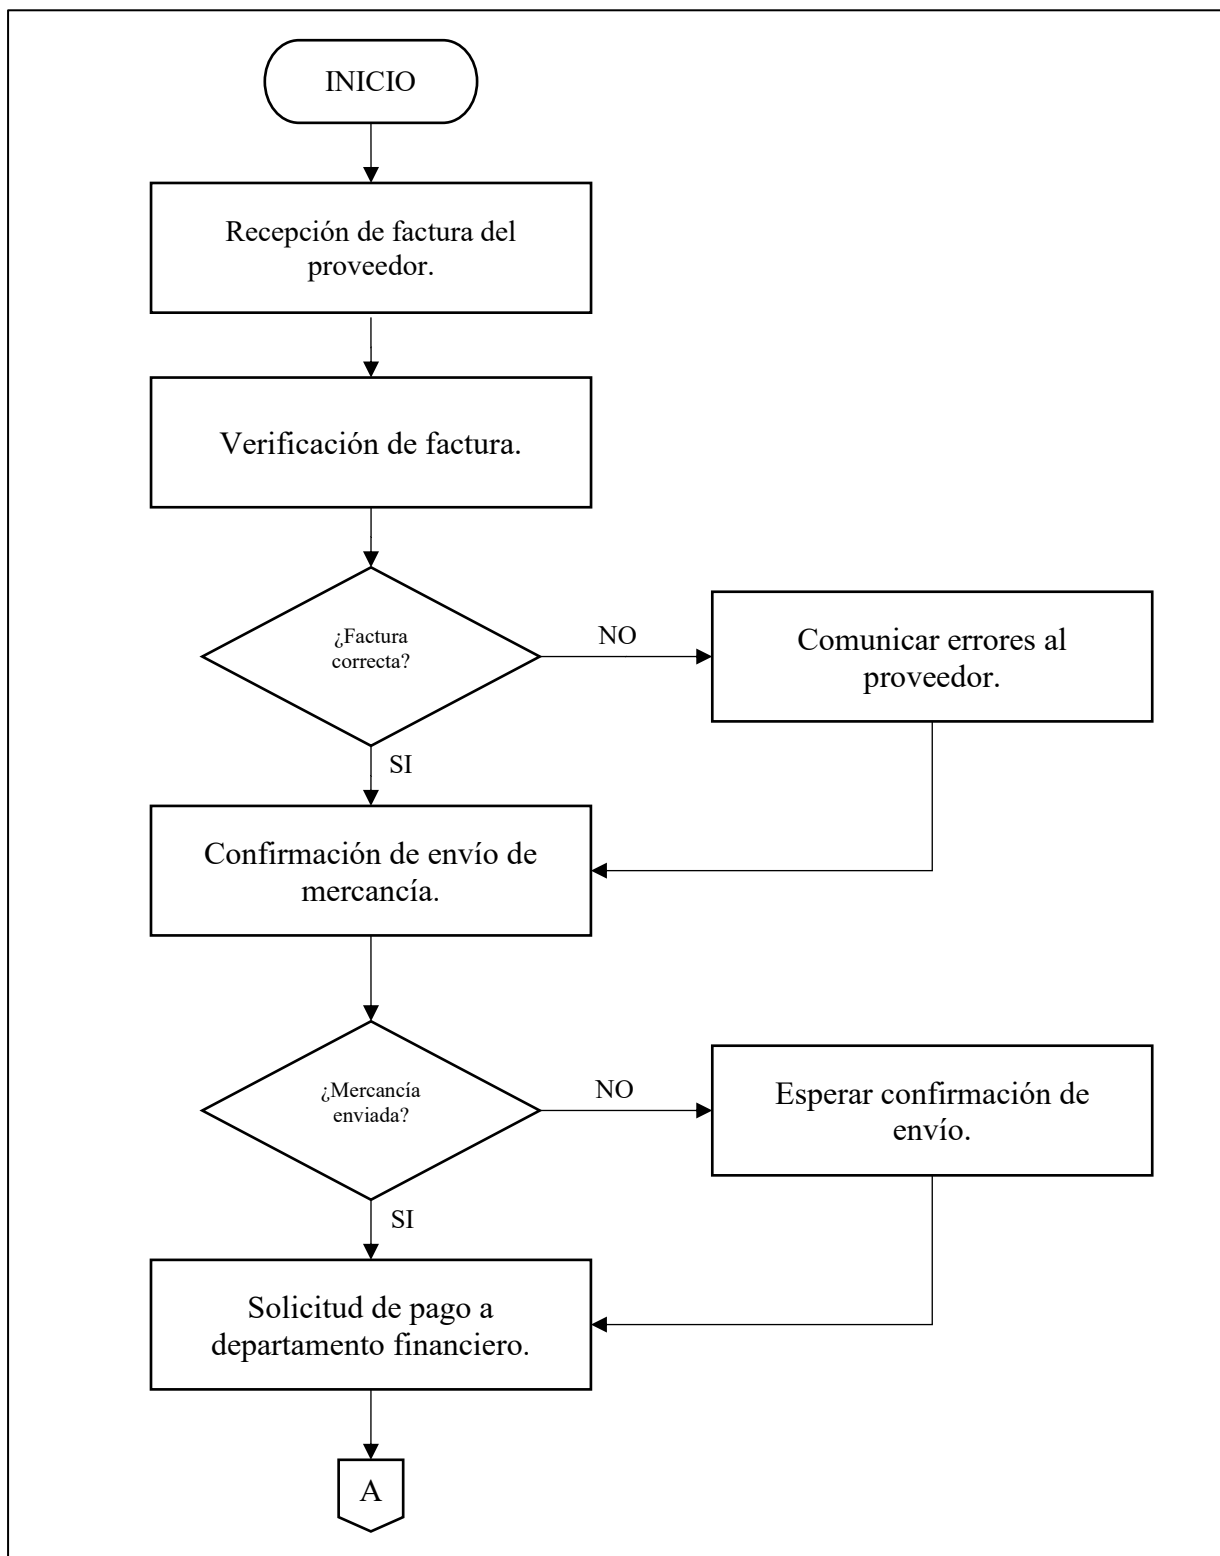 INICIO
Recepción de factura del
proveedor.
Verificación de factura.
¿Factura
correcta?
NO
Comunicar errores al
proveedor.
SI
Confirmación de envío de
mercancía.
¿Mercancía
enviada?
NO
Esperar confirmación de
envío.
SI
Solicitud de pago a
departamento financiero.
A